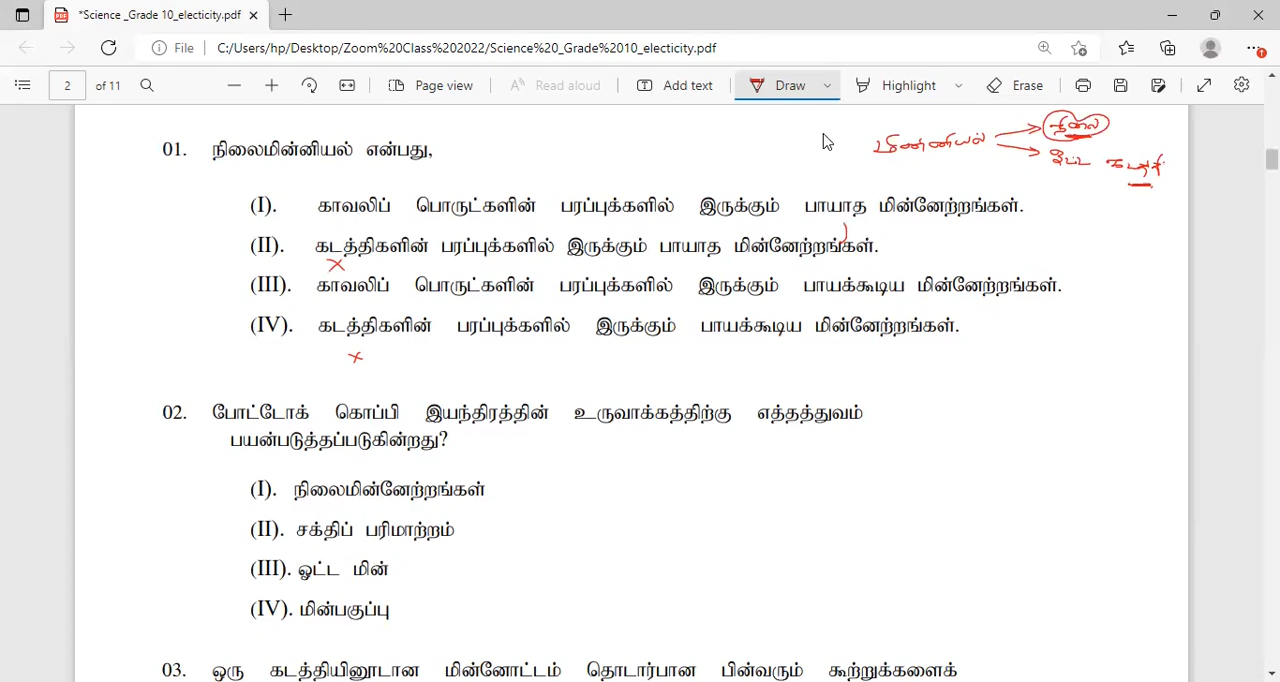 *Science _Grade 10_electicity.pdf
File C:/Users/hp/Desktop/Zoom%20Class%202022/Science%20_Grade%2010_electicity.pdf
2 of 11 Page view Read aloud Add text Draw Highlight Erase
மின்னியல் நிலை
ஓட்ட கடத்தி
01. நிலைமின்னியல் என்பது,
(I). காவலிப் பொருட்களின் பரப்புக்களில் இருக்கும் பாயாத மின்னேற்றங்கள்.
(II). கடத்திகளின் பரப்புக்களில் இருக்கும் பாயாத மின்னேற்றங்கள்.
(III). காவலிப் பொருட்களின் பரப்புக்களில் இருக்கும் பாயக்கூடிய மின்னேற்றங்கள்.
(IV). கடத்திகளின் பரப்புக்களில் இருக்கும் பாயக்கூடிய மின்னேற்றங்கள்.
02. போட்டோக் கொப்பி இயந்திரத்தின் உருவாக்கத்திற்கு எத்தத்துவம்
பயன்படுத்தப்படுகின்றது?
(I). நிலைமின்னேற்றங்கள்
(II). சக்திப் பரிமாற்றம்
(III). ஓட்ட மின்
(IV). மின்பகுப்பு
03. ஒரு கடத்தியினூடான மின்னோட்டம் தொடார்பான பின்வரும் கூற்றுக்களைக்